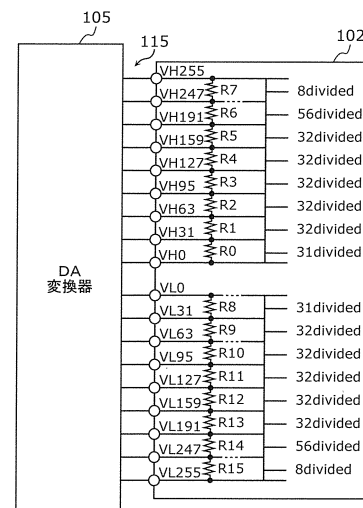 105
115
102
VH255
R7
8divided
VH247
R6
56divided
VH191
R5
32divided
VH159
R4
32divided
VH127
R3
32divided
VH95
R2
32divided
VH63
R1
32divided
VH31
R0
31divided
VH0
DA
変換器
VL0
R8
31divided
VL31
R9
32divided
VL63
R10
32divided
VL95
R11
32divided
VL127
R12
32divided
VL159
R13
32divided
VL191
R14
56divided
VL247
R15
8divided
VL255